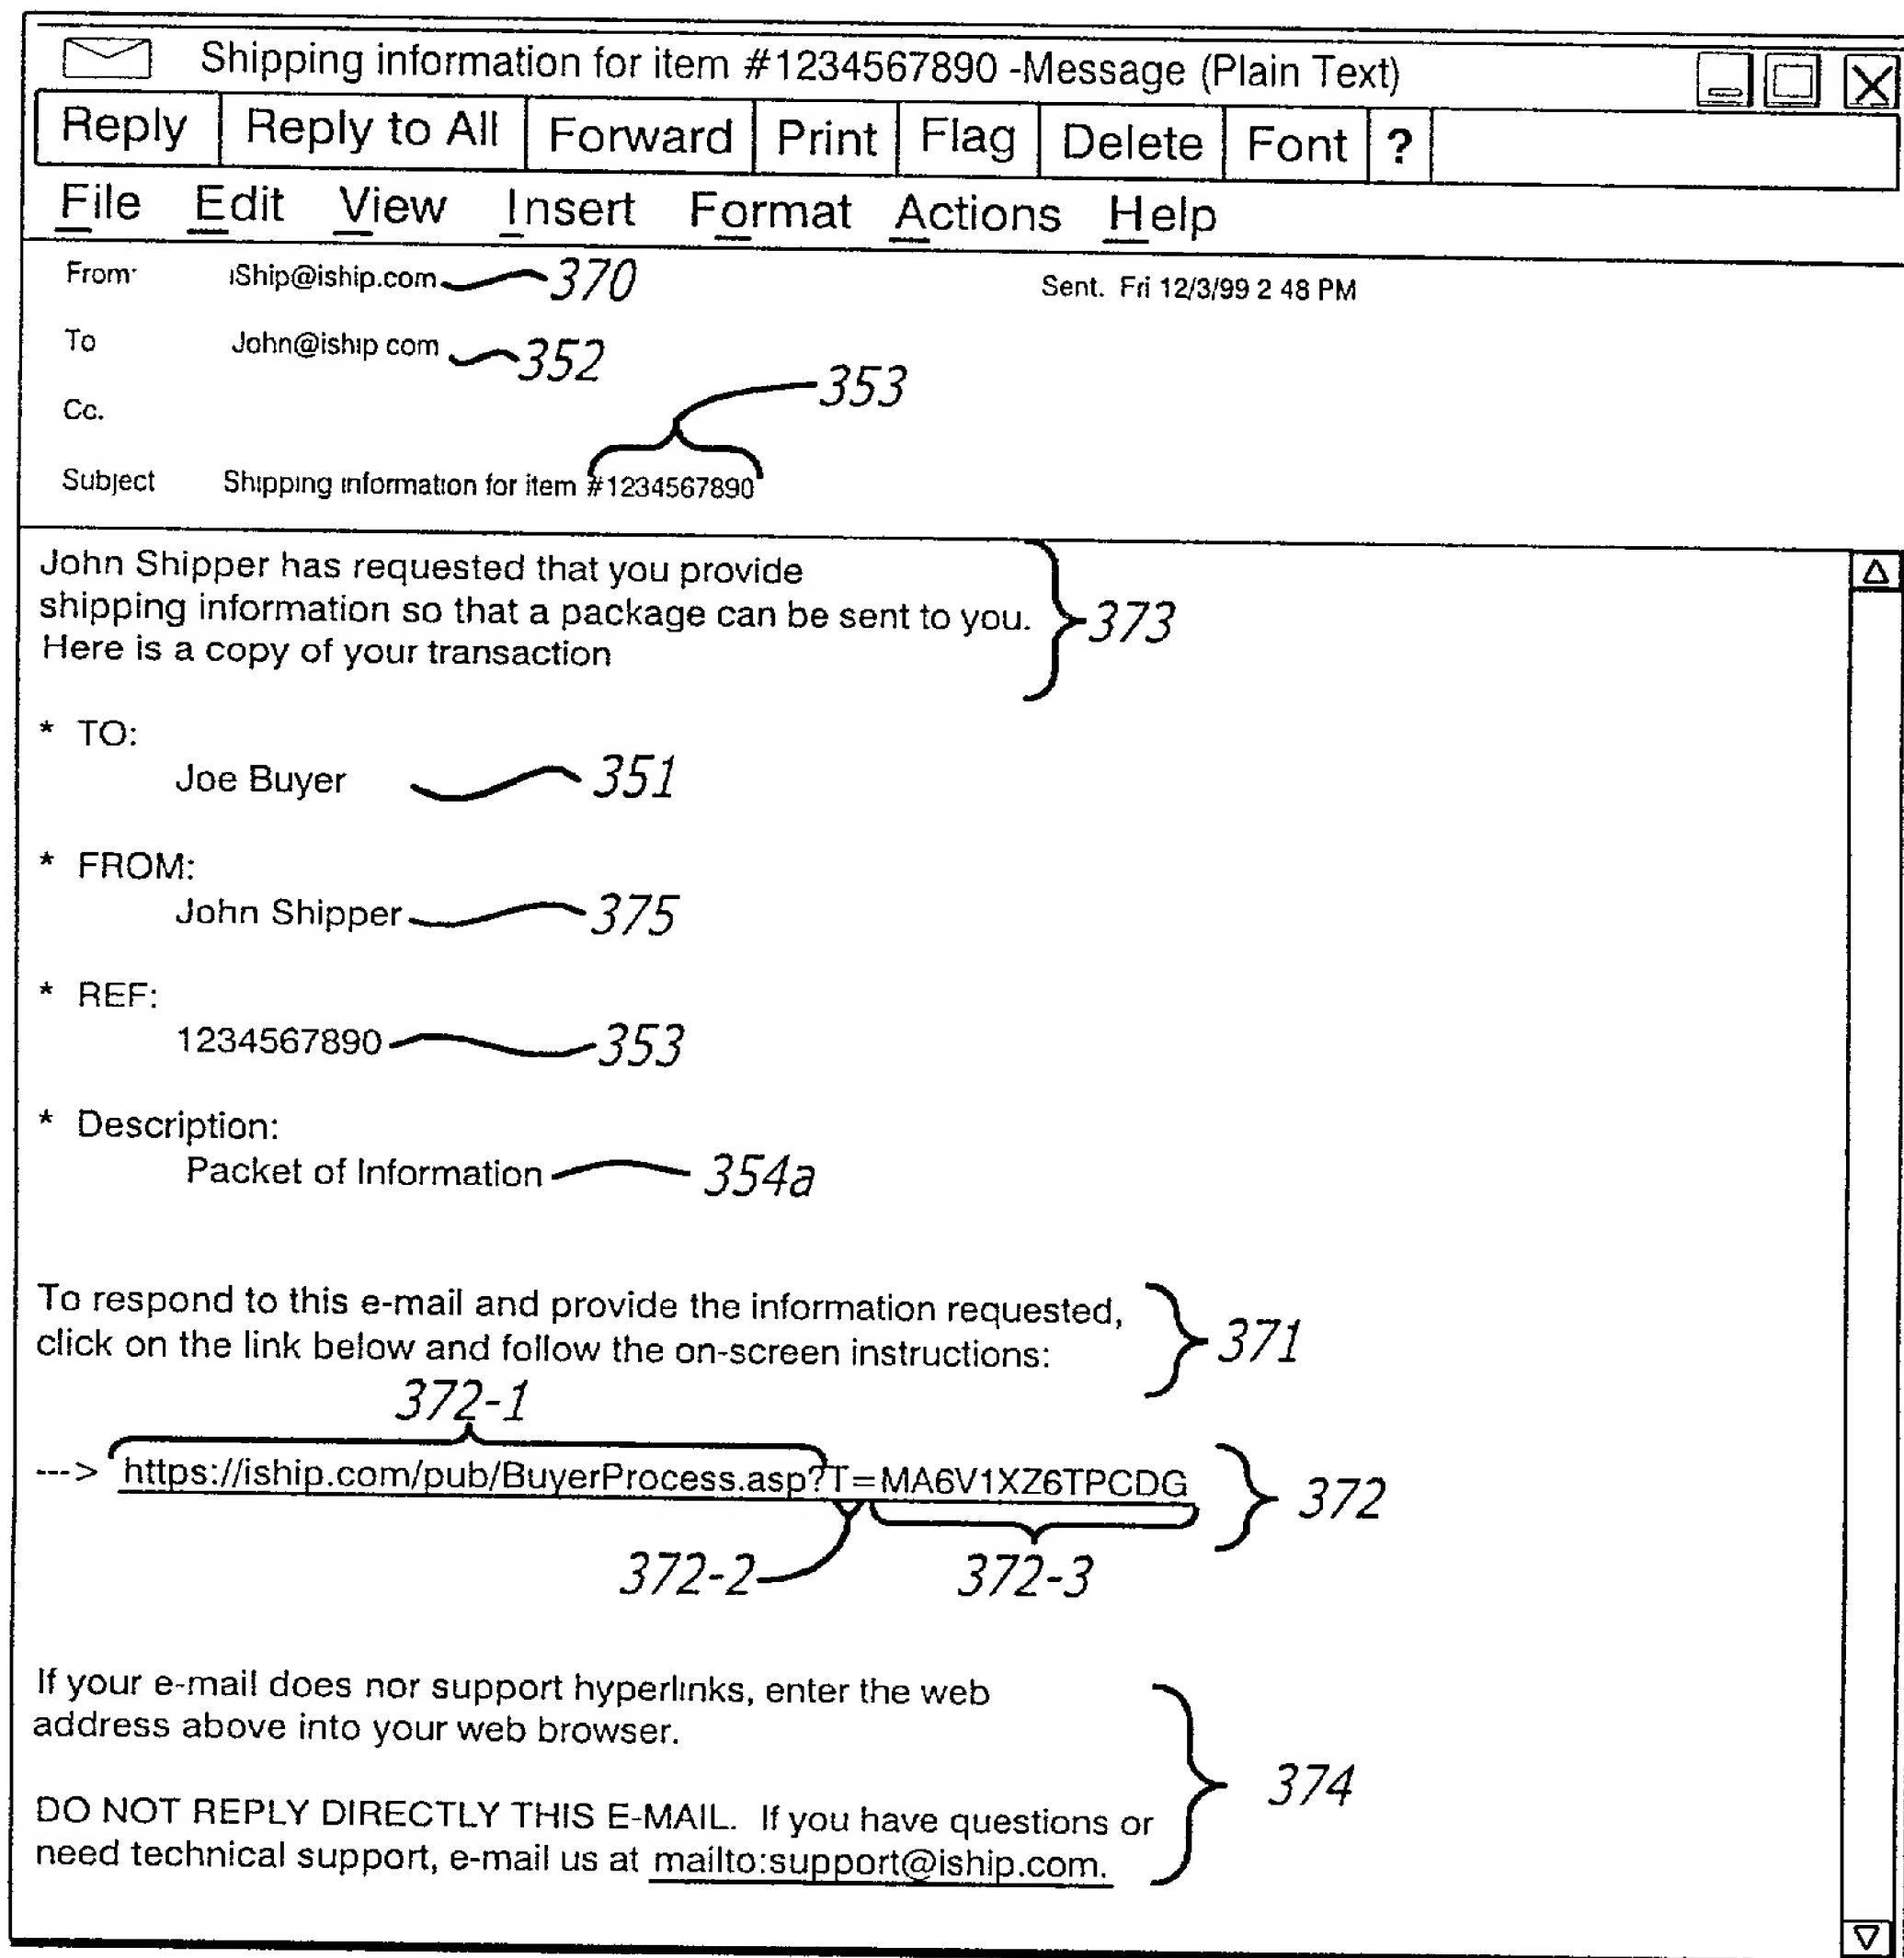 Shipping information for item #1234567890 -Message (Plain Text)
Reply Reply to All Forward Print Flag Delete Font ?
File Edit View Insert Format Actions Help
From: iShip@iship.com 370 Sent. Fri 12/3/99 2 48 PM
To John@iship com 352
353
Cc.
Subject Shipping information for item #1234567890
John Shipper has requested that you provide
shipping information so that a package can be sent to you.
373
Here is a copy of your transaction
* TO:
Joe Buyer 351
* FROM:
John Shipper 375
* REF:
1234567890 353
* Description:
Packet of Information 354a
To respond to this e-mail and provide the information requested,
click on the link below and follow the on-screen instructions:
371
372-1
---> https://iship.com/pub/BuyerProcess.asp?T=MA6V1XZ6TPCDG 372
372-2 372-3
If your e-mail does nor support hyperlinks, enter the web
address above into your web browser.
374
DO NOT REPLY DIRECTLY THIS E-MAIL. If you have questions or
need technical support, e-mail us at mailto:support@iship.com.